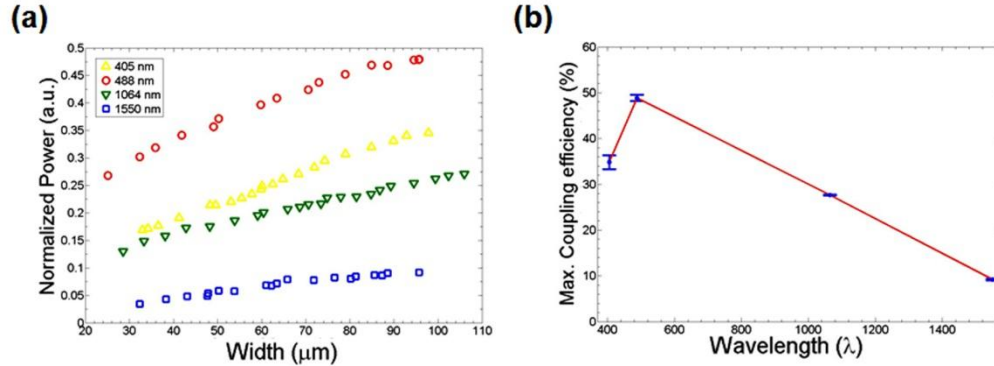 (a)
0.5
0.45
0.4
0.35
0.3
0.25
0.2
0.15
0.1
0.05
0
Normalized Power (a.u.)
405 nm
488 nm
1064 nm
1550 nm
20 30 40 50 60 70 80 90 100 110
Width (μm)
(b)
60
50
40
30
20
10
0
Max. Coupling efficiency (%)
400 600 800 1000 1200 1400
Wavelength (λ)